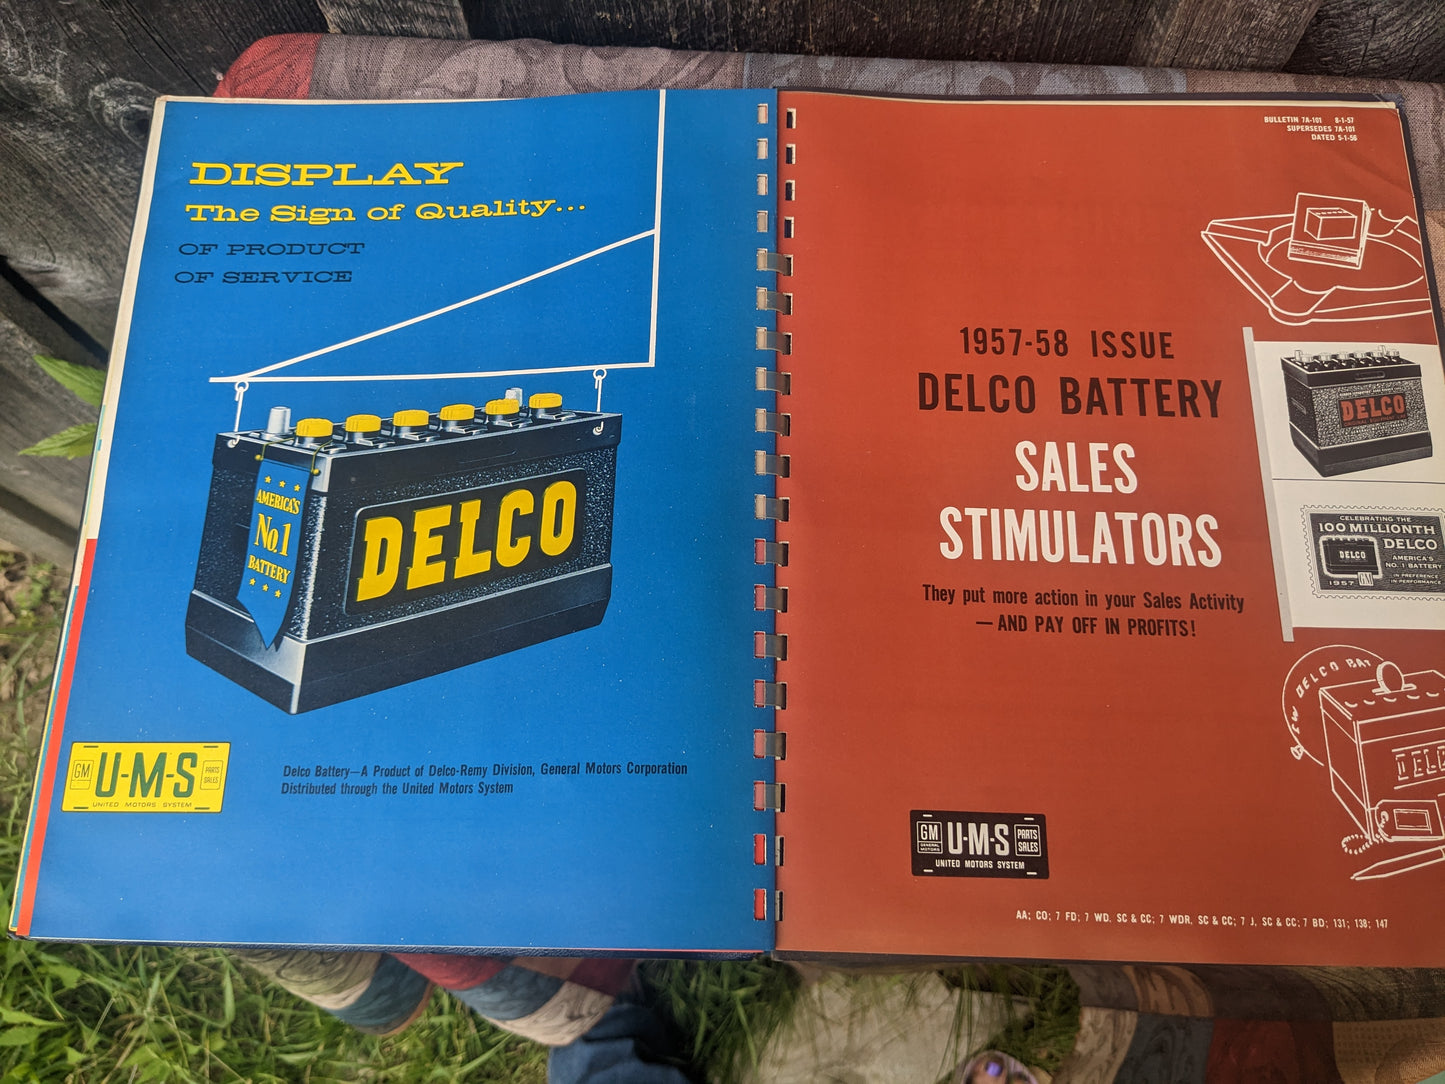 DISPLAY
The Sign of Quality...
OF PRODUCT
OF SERVICE
AMERICA'S
No.1
BATTERY
DELCO
GM
U-M-S
PARTS
SALES
UNITED MOTORS SYSTEM
Delco Battery—A Product of Delco-Remy Division, General Motors Corporation
Distributed through the United Motors System
BULLETIN 7A-101 8-1-57
SUPERSEDES 7A-101
DATED 5-1-56
1957-58 ISSUE
DELCO BATTERY
SALES
STIMULATORS
They put more action in your Sales Activity
—AND PAY OFF IN PROFITS!
DELCO
CELEBRATING THE
100 MILLIONTH
DELCO
DELCO
AMERICA'S
NO. 1 BATTERY
IN PREFERENCE
IN PERFORMANCE
1957
GM
DELCO BAT
GM
GENERAL
MOTORS
U-M-S
PARTS
SALES
UNITED MOTORS SYSTEM
AA; CO; 7 FD; 7 WD, SC & CC; 7 WDR, SC & CC; 7 J, SC & CC; 7 BD; 131; 138; 147